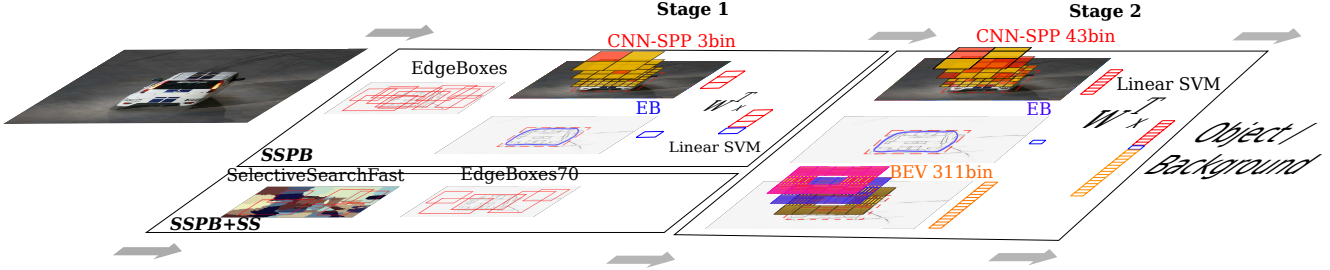 Stage 1
Stage 2
CNN-SPP 3bin
CNN-SPP 43bin
EdgeBoxes
Linear SVM
EB
EB
W^T x
W^T x
Linear SVM
Object /
Background
SSPB
SelectiveSearchFast
EdgeBoxes70
BEV 311bin
SSPB+SS